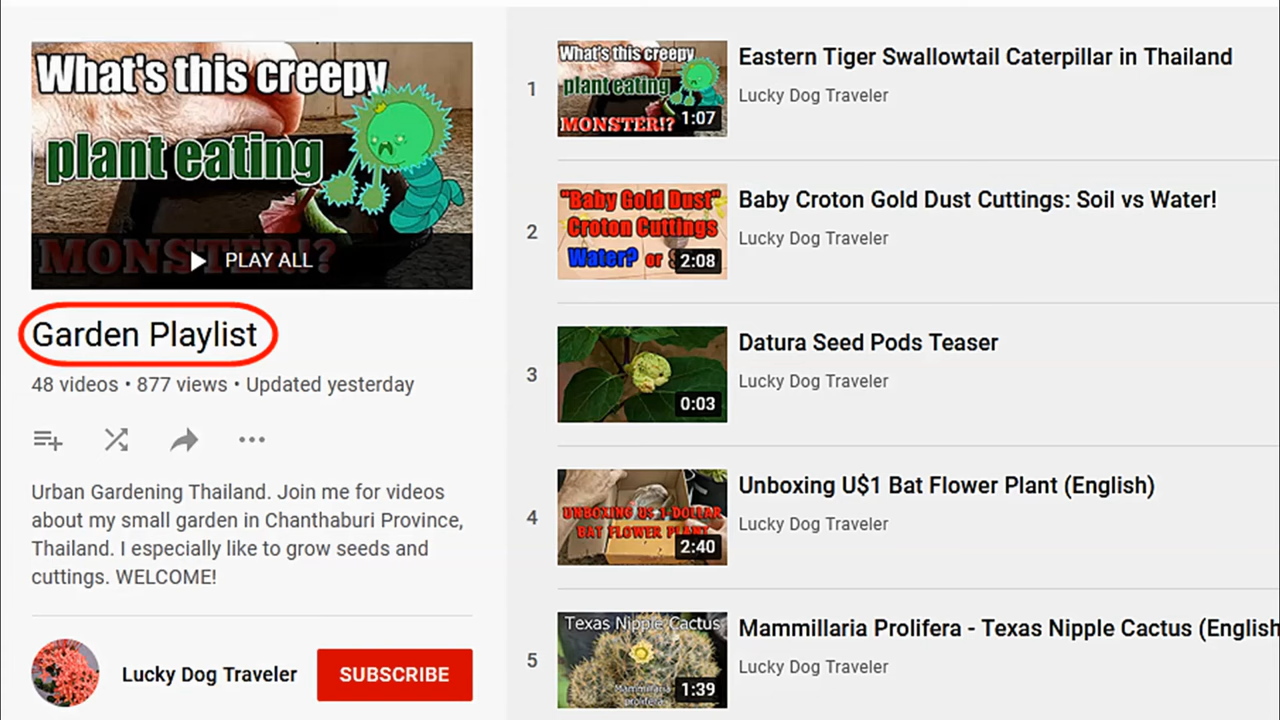 What's this creepy
plant eating
MONSTER!?
PLAY ALL
Garden Playlist
48 videos • 877 views • Updated yesterday
Urban Gardening Thailand. Join me for videos
about my small garden in Chanthaburi Province,
Thailand. I especially like to grow seeds and
cuttings. WELCOME!
Lucky Dog Traveler
SUBSCRIBE
1
What's this creepy
plant eating
MONSTER!?
1:07
Eastern Tiger Swallowtail Caterpillar in Thailand
Lucky Dog Traveler
2
"Baby Gold Dust"
Croton Cuttings
Water? or
2:08
Baby Croton Gold Dust Cuttings: Soil vs Water!
Lucky Dog Traveler
3
0:03
Datura Seed Pods Teaser
Lucky Dog Traveler
4
UNBOXING US 1-DOLLAR
BAT FLOWER PLANT
2:40
Unboxing U$1 Bat Flower Plant (English)
Lucky Dog Traveler
5
Texas Nipple Cactus
Mammillaria
prolifera
1:39
Mammillaria Prolifera - Texas Nipple Cactus (English
Lucky Dog Traveler